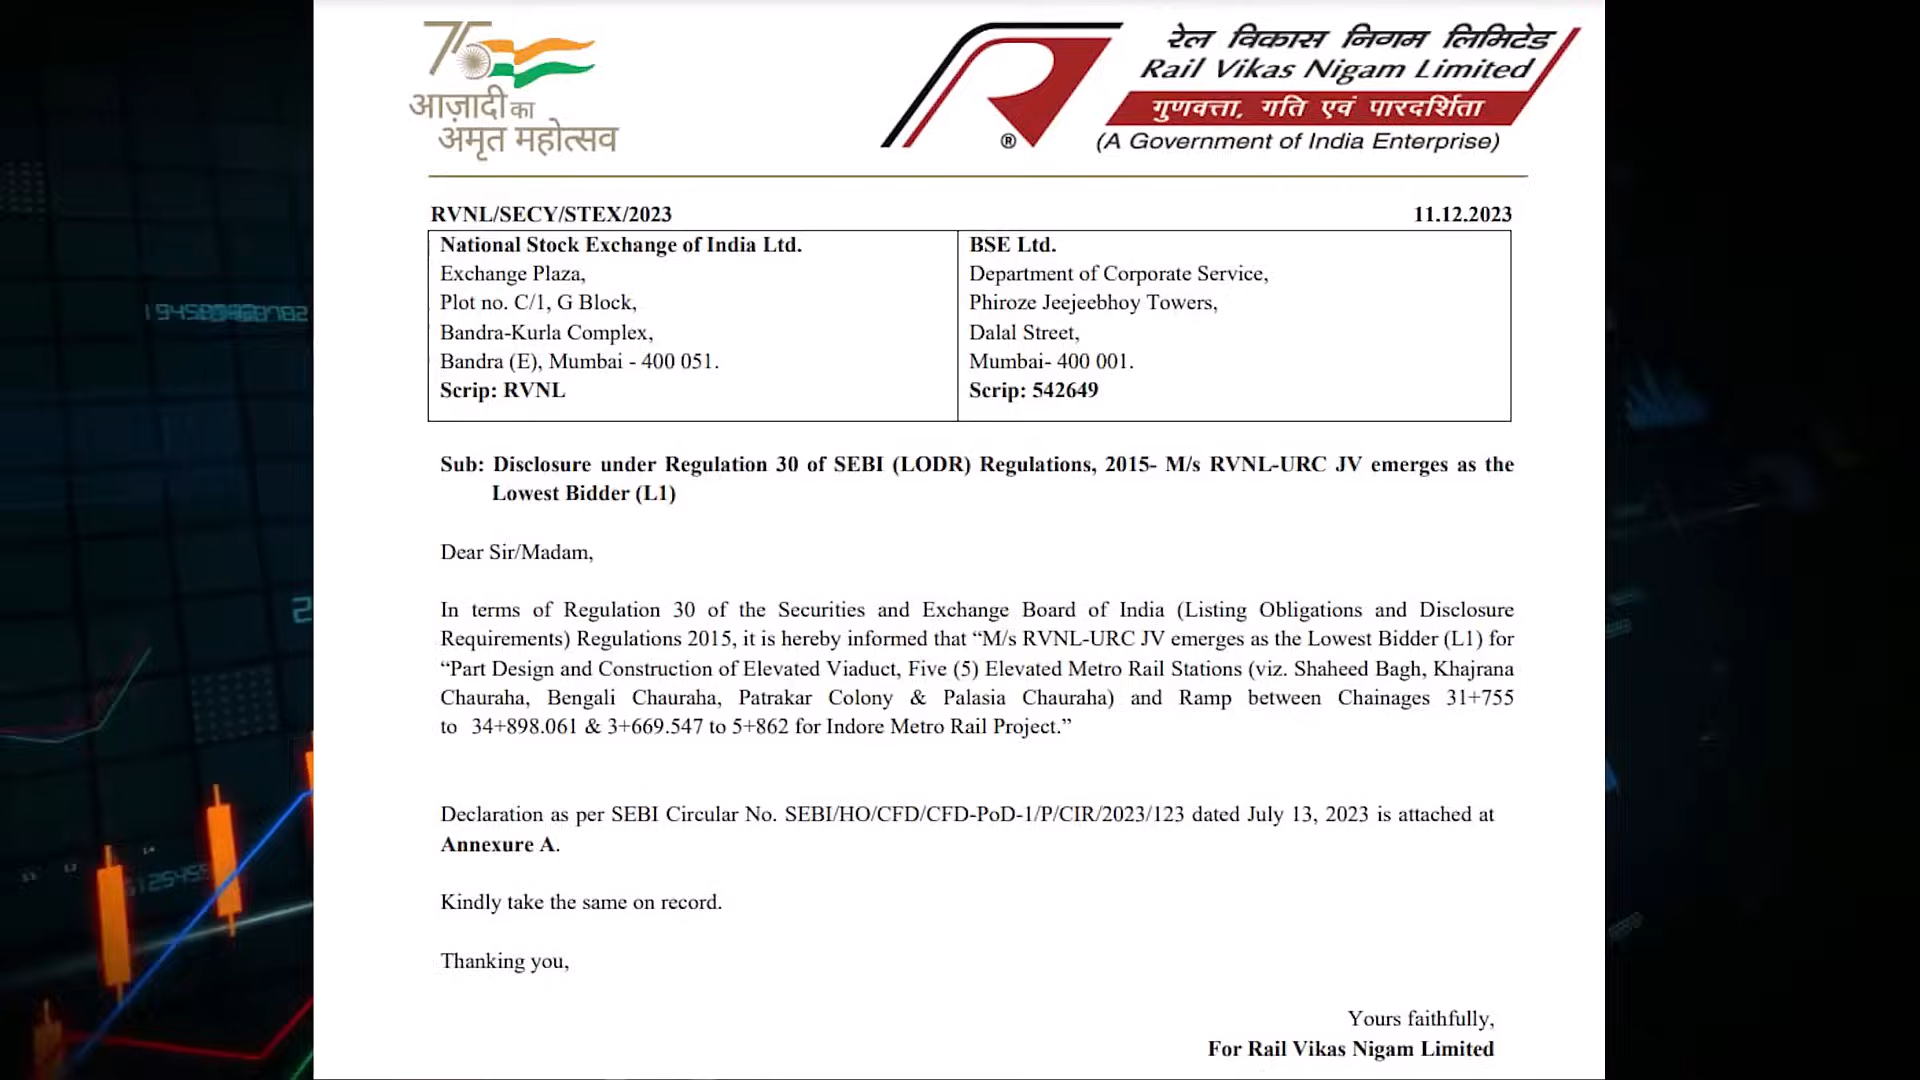 75
आज़ादी का
अमृत महोत्सव
रेल विकास निगम लिमिटेड
Rail Vikas Nigam Limited
गुणवत्ता, गति एवं पारदर्शिता
®
(A Government of India Enterprise)
RVNL/SECY/STEX/2023 11.12.2023
National Stock Exchange of India Ltd.
Exchange Plaza,
Plot no. C/1, G Block,
Bandra-Kurla Complex,
Bandra (E), Mumbai - 400 051.
Scrip: RVNL
BSE Ltd.
Department of Corporate Service,
Phiroze Jeejeebhoy Towers,
Dalal Street,
Mumbai- 400 001.
Scrip: 542649
Sub: Disclosure under Regulation 30 of SEBI (LODR) Regulations, 2015- M/s RVNL-URC JV emerges as the
Lowest Bidder (L1)
Dear Sir/Madam,
In terms of Regulation 30 of the Securities and Exchange Board of India (Listing Obligations and Disclosure
Requirements) Regulations 2015, it is hereby informed that “M/s RVNL-URC JV emerges as the Lowest Bidder (L1) for
“Part Design and Construction of Elevated Viaduct, Five (5) Elevated Metro Rail Stations (viz. Shaheed Bagh, Khajrana
Chauraha, Bengali Chauraha, Patrakar Colony & Palasia Chauraha) and Ramp between Chainages 31+755
to 34+898.061 & 3+669.547 to 5+862 for Indore Metro Rail Project.”
Declaration as per SEBI Circular No. SEBI/HO/CFD/CFD-PoD-1/P/CIR/2023/123 dated July 13, 2023 is attached at
Annexure A.
Kindly take the same on record.
Thanking you,
Yours faithfully,
For Rail Vikas Nigam Limited